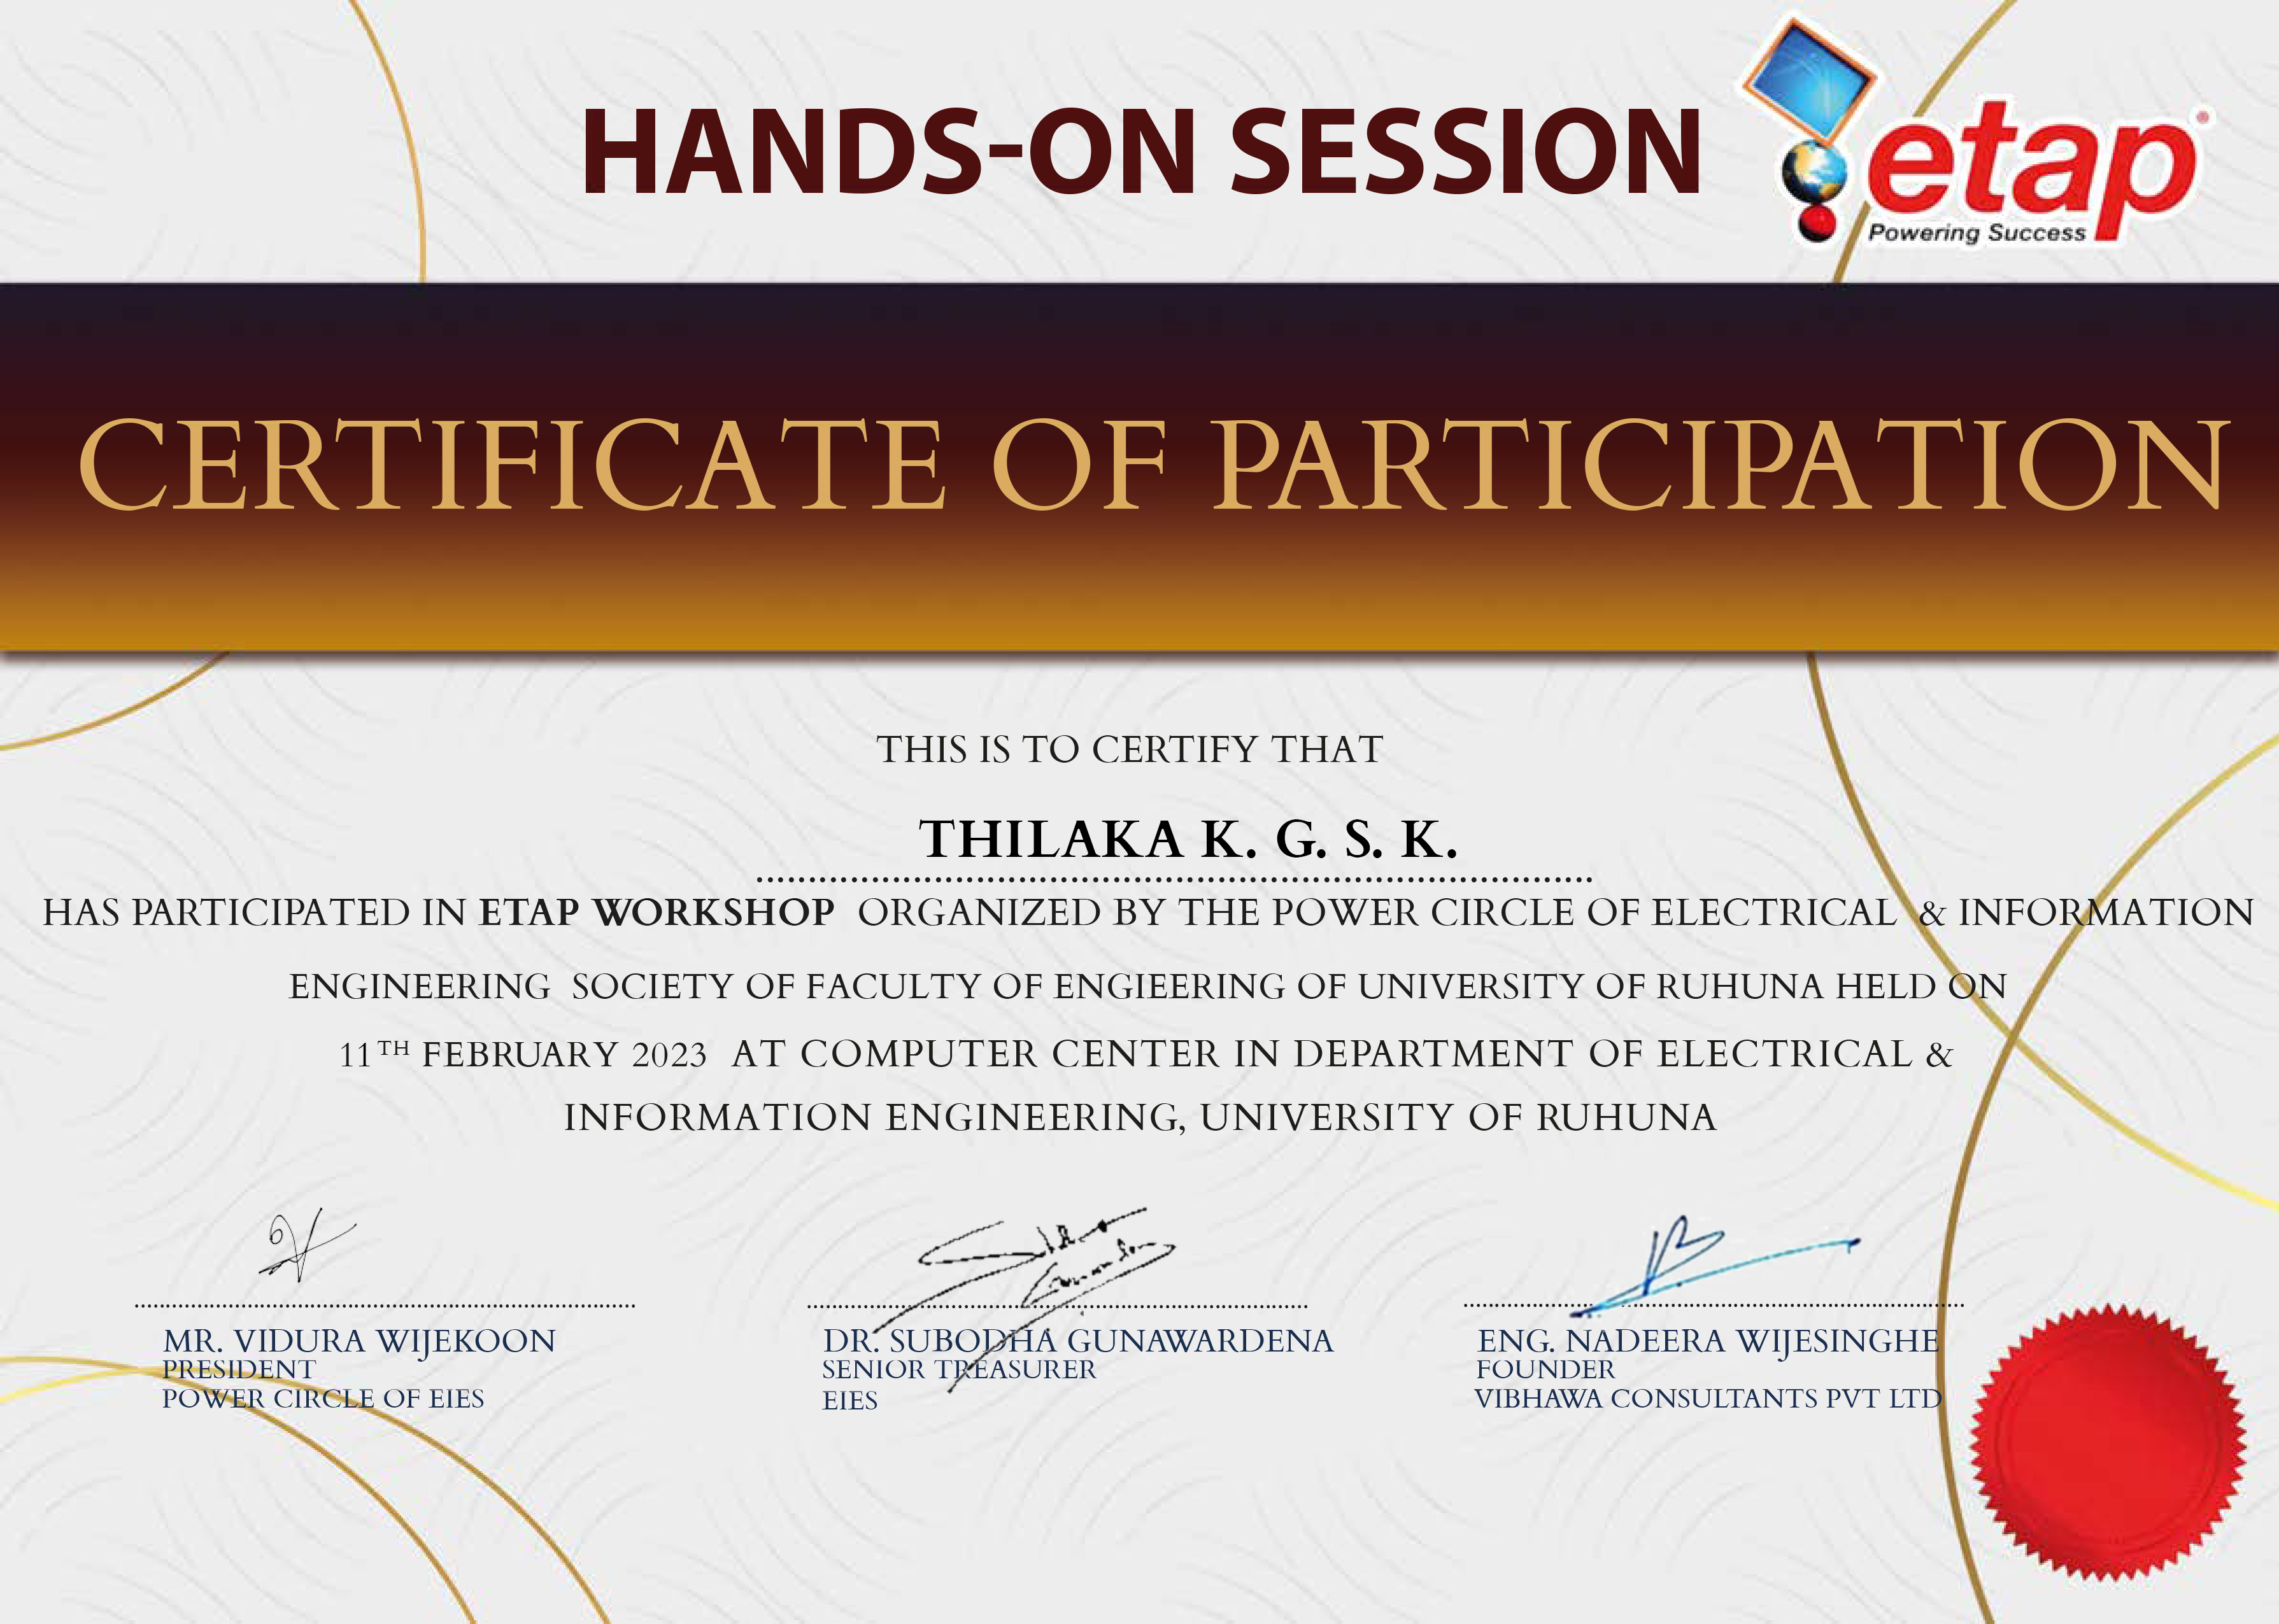 HANDS-ON SESSION
etap®
Powering Success
CERTIFICATE OF PARTICIPATION
THIS IS TO CERTIFY THAT
THILAKA K. G. S. K.
HAS PARTICIPATED IN ETAP WORKSHOP ORGANIZED BY THE POWER CIRCLE OF ELECTRICAL & INFORMATION
ENGINEERING SOCIETY OF FACULTY OF ENGIEERING OF UNIVERSITY OF RUHUNA HELD ON
11TH FEBRUARY 2023 AT COMPUTER CENTER IN DEPARTMENT OF ELECTRICAL &
INFORMATION ENGINEERING, UNIVERSITY OF RUHUNA
MR. VIDURA WIJEKOON
PRESIDENT
POWER CIRCLE OF EIES
DR. SUBODHA GUNAWARDENA
SENIOR TREASURER
EIES
ENG. NADEERA WIJESINGHE
FOUNDER
VIBHAWA CONSULTANTS PVT LTD